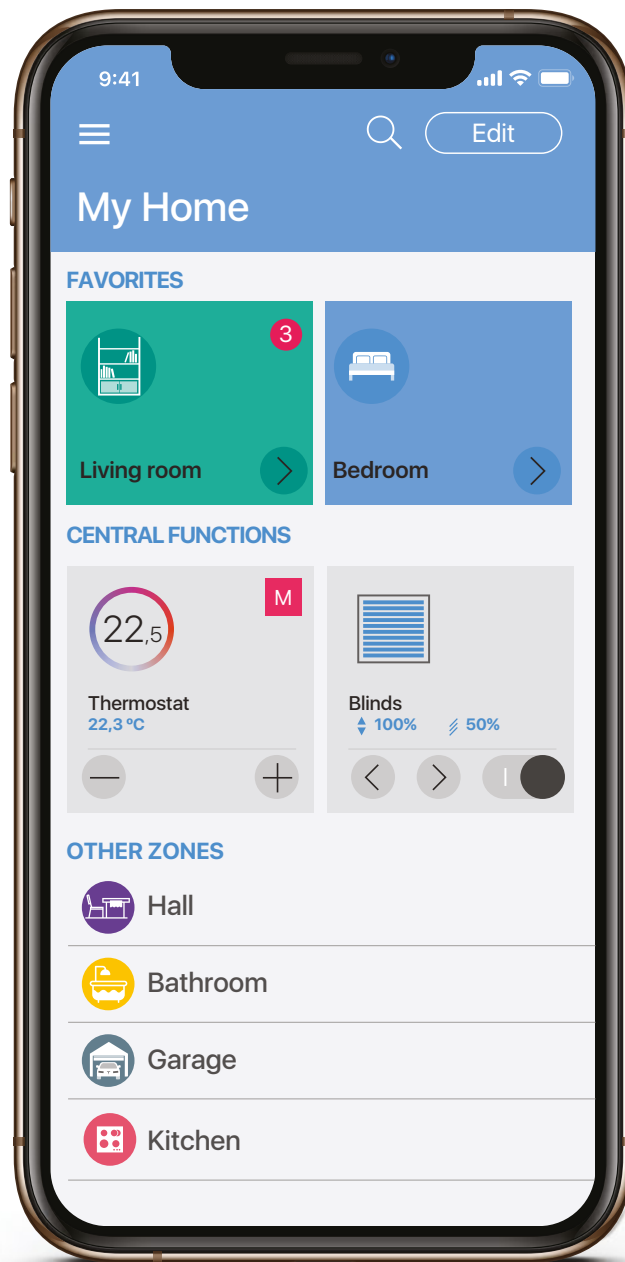 9:41
Edit
My Home
FAVORITES
3
Living room
Bedroom
CENTRAL FUNCTIONS
22,5
M
Thermostat
22,3 ºC
Blinds
100% 50%
OTHER ZONES
Hall
Bathroom
Garage
Kitchen